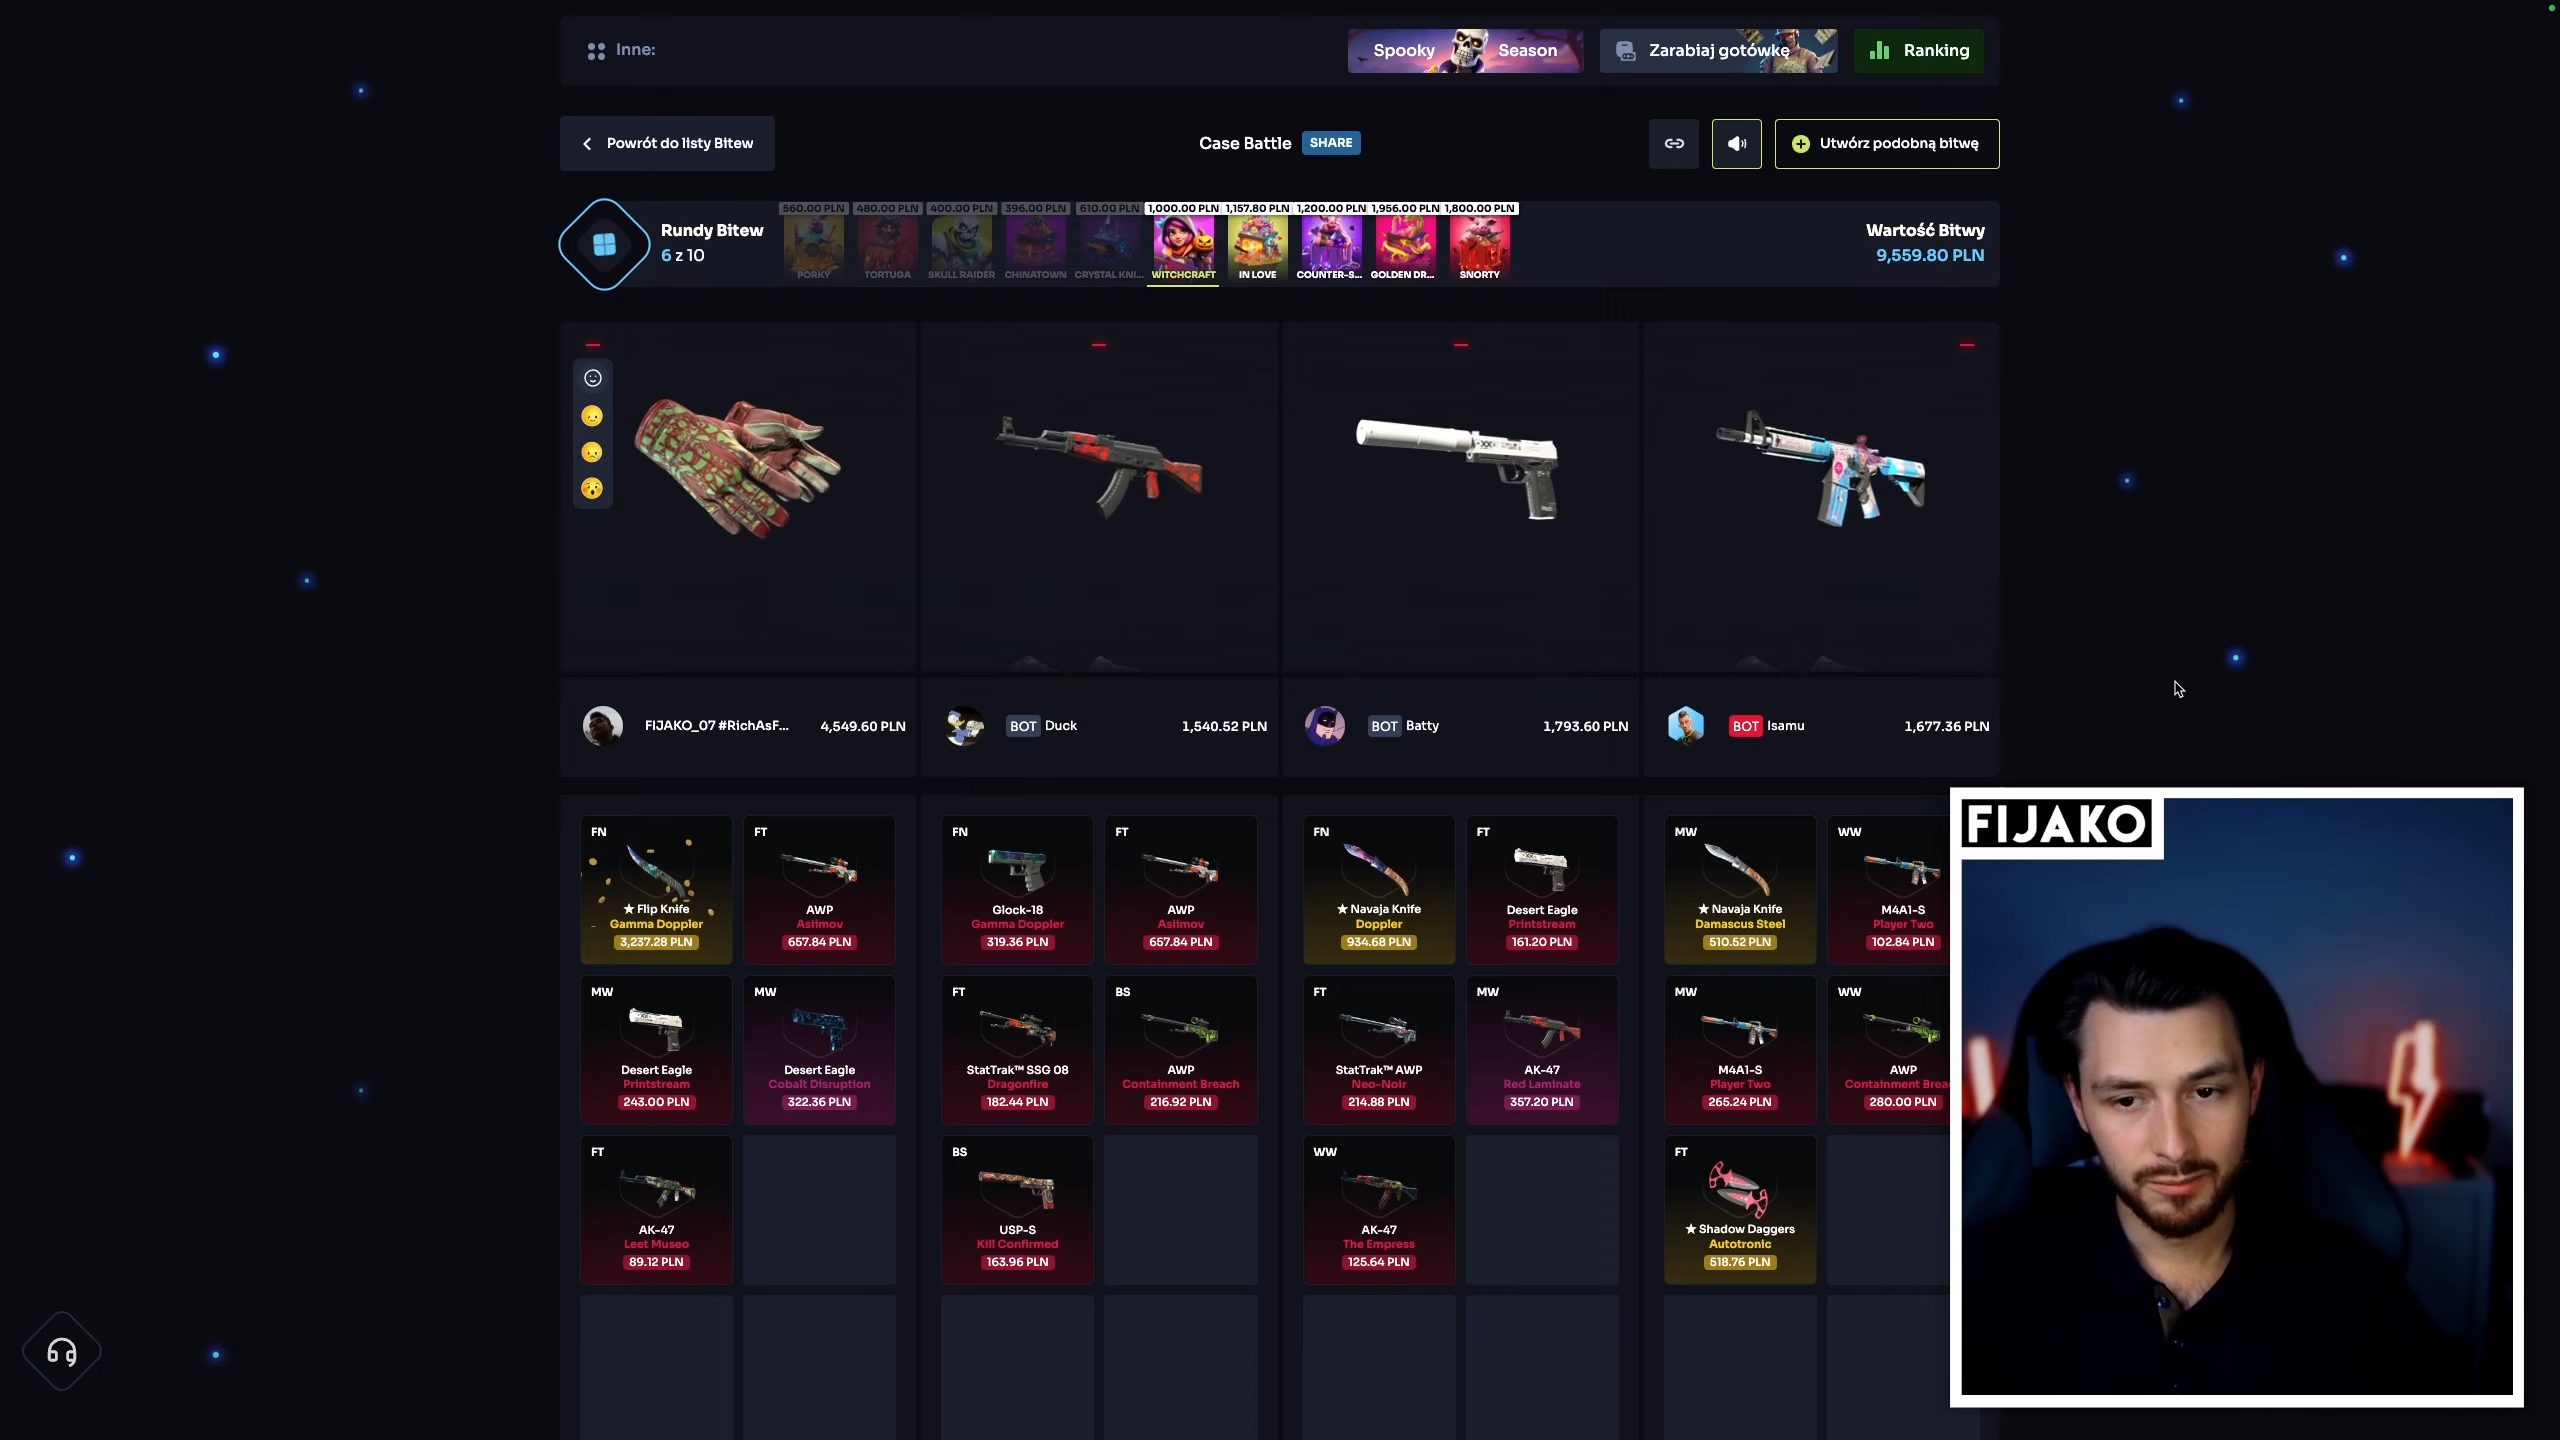 Inne:
Spooky Season
Zarabiaj gotówkę
Ranking
Powrót do listy Bitew
Case Battle SHARE
Utwórz podobną bitwę
Rundy Bitew
6 z 10
560.00 PLN 480.00 PLN 400.00 PLN 396.00 PLN 610.00 PLN 1,000.00 PLN 1,157.80 PLN 1,200.00 PLN 1,956.00 PLN 1,800.00 PLN
PORKY TORTUGA SKULL RAIDER CHINATOWN CRYSTAL KNI... WITCHCRAFT IN LOVE COUNTER-S... GOLDEN DR... SNORTY
Wartość Bitwy
9,559.80 PLN
FIJAKO_07 #RichAsF... 4,549.60 PLN
BOT Duck 1,540.52 PLN
BOT Batty 1,793.60 PLN
BOT Isamu 1,677.36 PLN
FIJAKO
FN FT FN FT FN FT MW WW
★ Flip Knife AWP Glock-18 AWP ★ Navaja Knife Desert Eagle ★ Navaja Knife M4A1-S
Gamma Doppler Asiimov Gamma Doppler Asiimov Doppler Printstream Damascus Steel Player Two
3,237.28 PLN 657.84 PLN 319.36 PLN 657.84 PLN 934.68 PLN 161.20 PLN 510.52 PLN 102.84 PLN
MW MW FT BS FT MW MW WW
Desert Eagle Desert Eagle StatTrak™ SSG 08 AWP StatTrak™ AWP AK-47 M4A1-S AWP
Printstream Cobalt Disruption Dragonfire Containment Breach Neo-Noir Red Laminate Player Two Containment Brea
243.00 PLN 322.36 PLN 182.44 PLN 216.92 PLN 214.88 PLN 357.20 PLN 265.24 PLN 280.00 PLN
FT BS WW FT
AK-47 USP-S AK-47 ★ Shadow Daggers
Leet Museo Kill Confirmed The Empress Autotronic
89.12 PLN 163.96 PLN 125.64 PLN 518.76 PLN